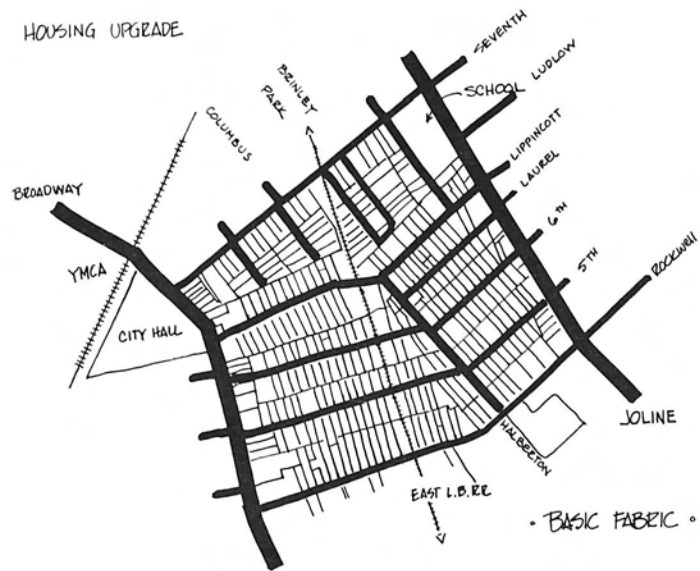 HOUSING UPGRADE
SEVENTH
LUDLOW
SCHOOL
BRINLEY
PARK
COLUMBUS
LIPPINCOTT
LAUREL
BROADWAY
6TH
5TH
ROCKWELL
YMCA
CITY HALL
JOLINE
HALBERTON
EAST L.B. RR
• BASIC FABRIC •